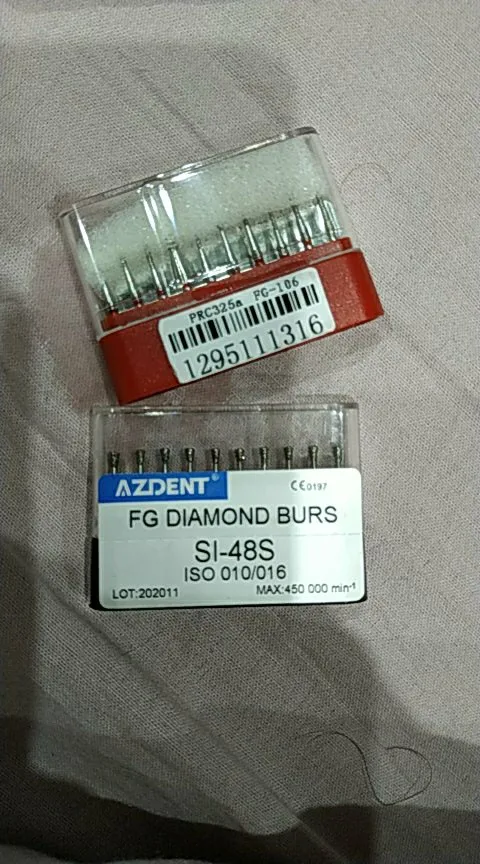 PRC325a FG-106
1295111316
AZDENT®
CE0197
FG DIAMOND BURS
SI-48S
ISO 010/016
LOT:202011
MAX:450 000 min-1